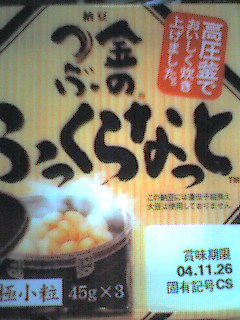 納豆
金の
つぶ®
高圧釜で
おいしく炊き
上げました。
ふっくらなっと™
この納豆には遺伝子組換え
大豆は使用しておりません。
賞味期限
04.11.26
固有記号CS
極小粒 45g×3